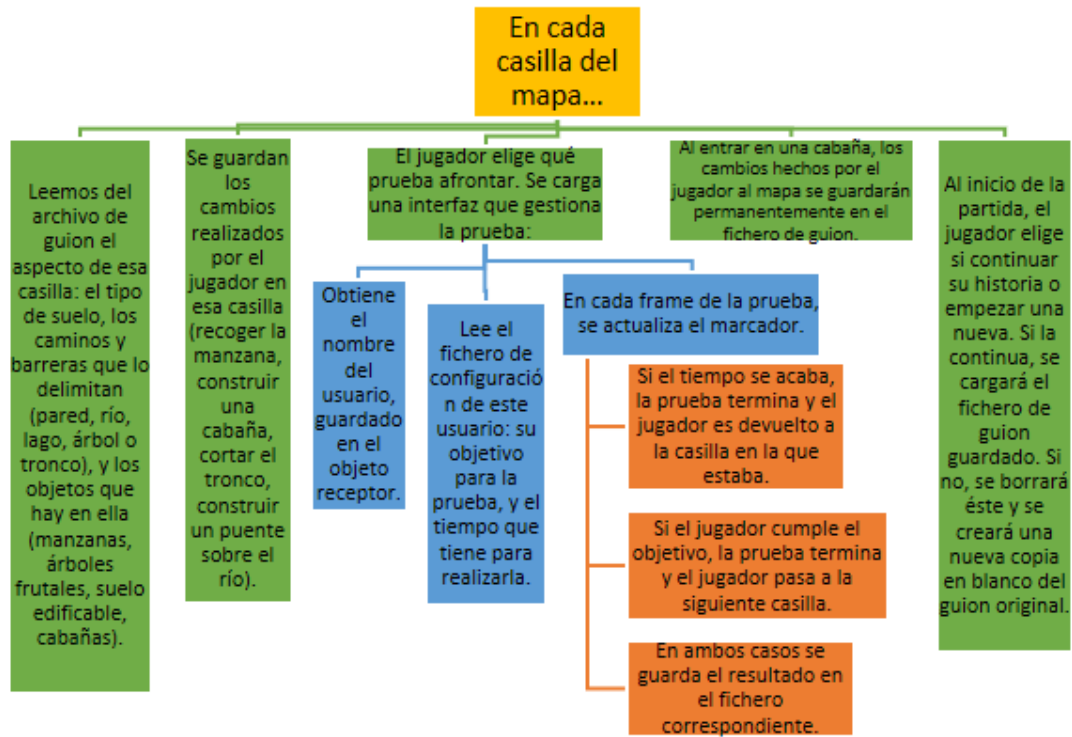 En cada
casilla del
mapa...
Leemos del
archivo de
guion el
aspecto de esa
casilla: el tipo
de suelo, los
caminos y
barreras que lo
delimitan
(pared, río,
lago, árbol o
tronco), y los
objetos que
hay en ella
(manzanas,
árboles
frutales, suelo
edificable,
cabañas).
Se guardan
los
cambios
realizados
por el
jugador en
esa casilla
(recoger la
manzana,
construir
una
cabaña,
cortar el
tronco,
construir
un puente
sobre el
río).
El jugador elige qué
prueba afrontar. Se carga
una interfaz que gestiona
la prueba:
Obtiene
el
nombre
del
usuario,
guardado
en el
objeto
receptor.
Lee el
fichero de
configuració
n de este
usuario: su
objetivo
para la
prueba, y el
tiempo que
tiene para
realizarla.
En cada frame de la prueba,
se actualiza el marcador.
Si el tiempo se acaba,
la prueba termina y el
jugador es devuelto a
la casilla en la que
estaba.
Si el jugador cumple el
objetivo, la prueba termina
y el jugador pasa a la
siguiente casilla.
En ambos casos se
guarda el resultado en
el fichero
correspondiente.
Al entrar en una cabaña, los
cambios hechos por el
jugador al mapa se guardarán
permanentemente en el
fichero de guion.
Al inicio de la
partida, el
jugador elige
si continuar
su historia o
empezar una
nueva. Si la
continua, se
cargará el
fichero de
guion
guardado. Si
no, se borrará
éste y se
creará una
nueva copia
en blanco del
guion original.